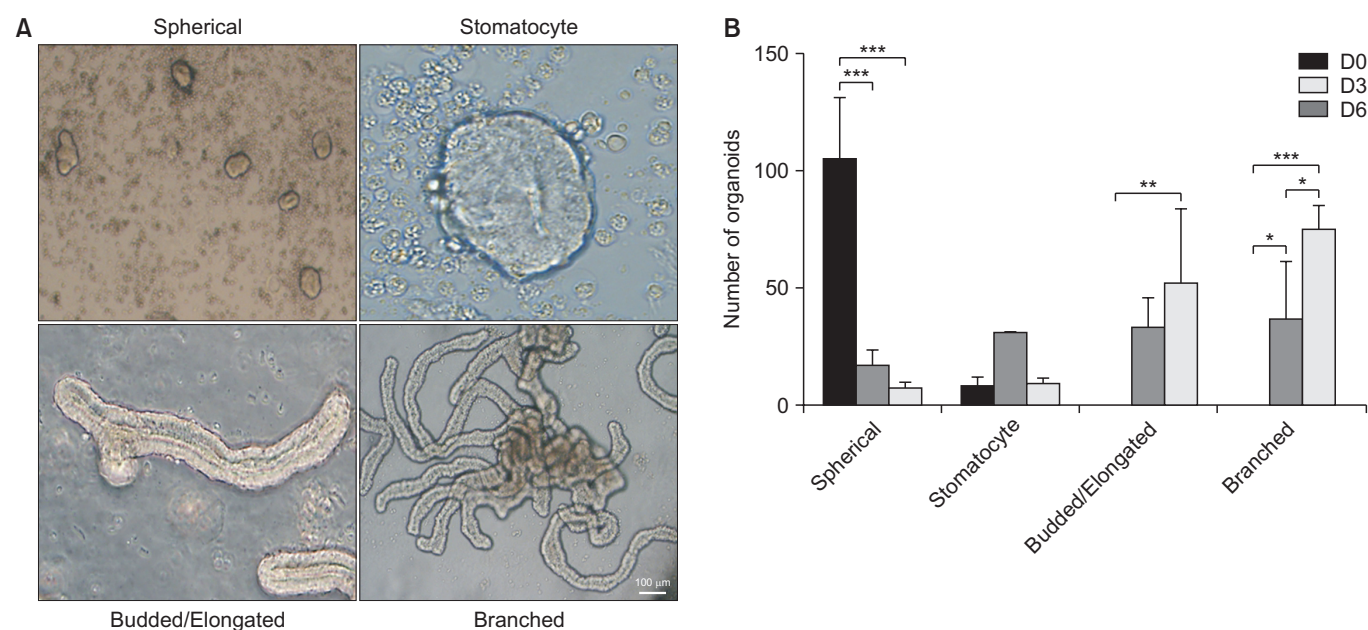 A
Spherical
Stomatocyte
Budded/Elongated
Branched
100 μm
B
Number of organoids
150
100
50
0
***
***
**
***
*
*
D0
D3
D6
Spherical
Stomatocyte
Budded/Elongated
Branched